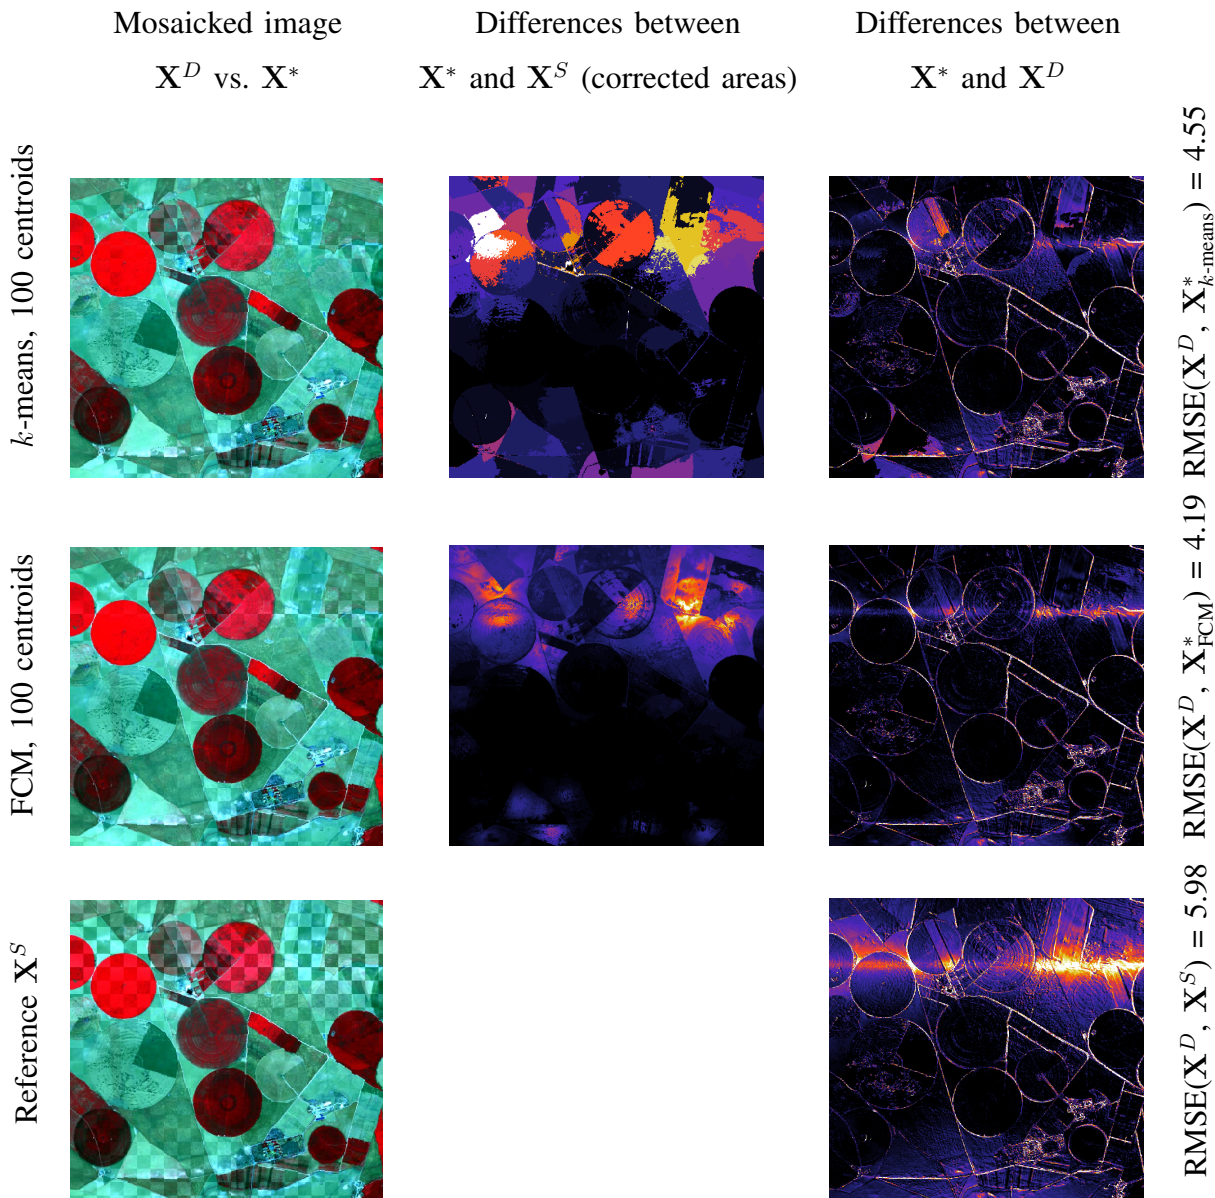 Mosaicked image
X^D vs. X*
Differences between
X* and X^S (corrected areas)
Differences between
X* and X^D
k-means, 100 centroids
RMSE(X^D, X*_{k-means}) = 4.55
FCM, 100 centroids
RMSE(X^D, X*_{FCM}) = 4.19
Reference X^S
RMSE(X^D, X^S) = 5.98